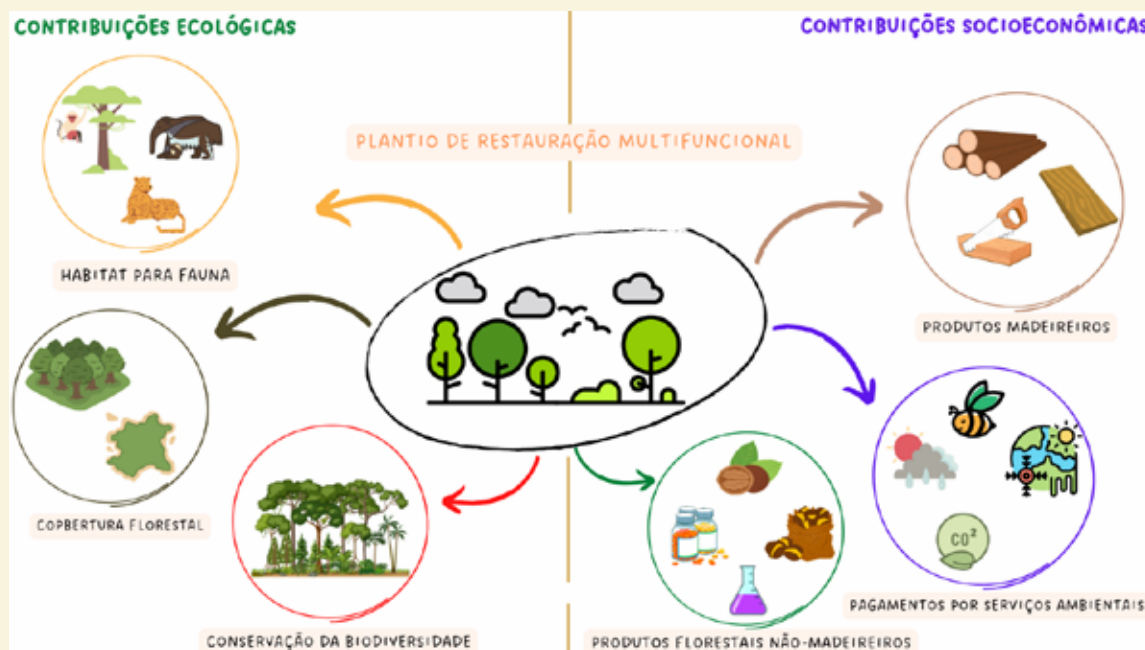 CONTRIBUIÇÕES ECOLÓGICAS
CONTRIBUIÇÕES SOCIOECONÔMICAS
PLANTIO DE RESTAURAÇÃO MULTIFUNCIONAL
HABITAT PARA FAUNA
PRODUTOS MADEIREIROS
COPBERTURA FLORESTAL
CO²
PAGAMENTOS POR SERVIÇOS AMBIENTAIS
CONSERVAÇÃO DA BIODIVERSIDADE
PRODUTOS FLORESTAIS NÃO-MADEIREIROS